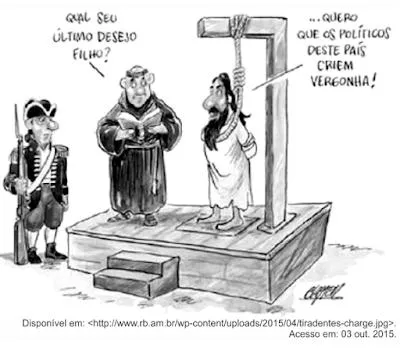 QUAL SEU
ÚLTIMO DESEJO
FILHO?
...QUERO
QUE OS POLÍTICOS
DESTE PAÍS
CRIEM
VERGONHA!
Disponível em: <http://www.rb.am.br/wp-content/uploads/2015/04/tiradentes-charge.jpg>.
Acesso em: 03 out. 2015.